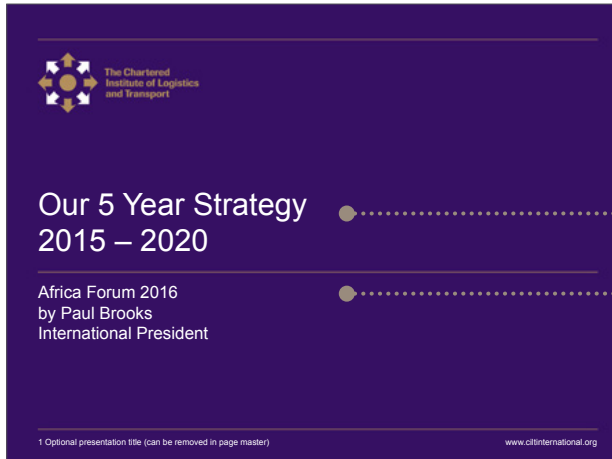 The Chartered
Institute of Logistics
and Transport
Our 5 Year Strategy
2015 – 2020
Africa Forum 2016
by Paul Brooks
International President
1 Optional presentation title (can be removed in page master)
www.ciltinternational.org